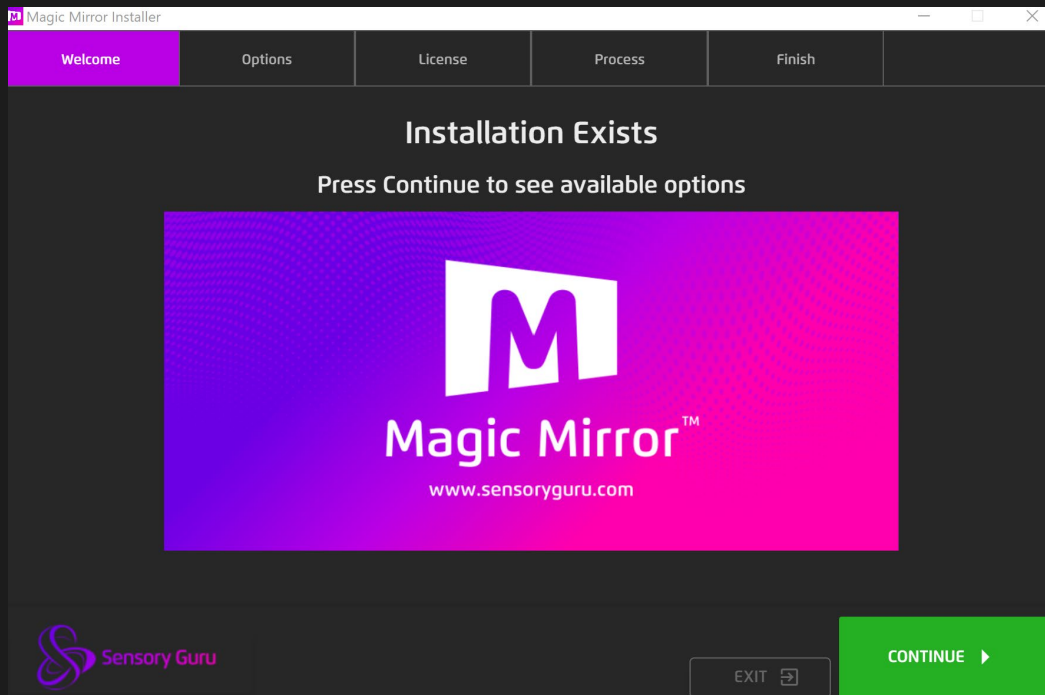 Magic Mirror Installer
Welcome
Options
License
Process
Finish
Installation Exists
Press Continue to see available options
M
Magic Mirror™
www.sensoryguru.com
Sensory Guru
EXIT
CONTINUE